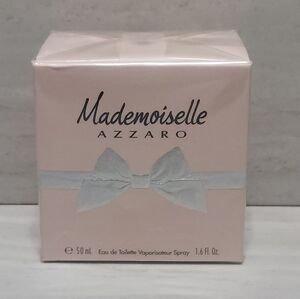 Mademoiselle
AZZARO
e 50 ml. Eau de Toilette Vaporisateur Spray 1.6 fl. Oz.